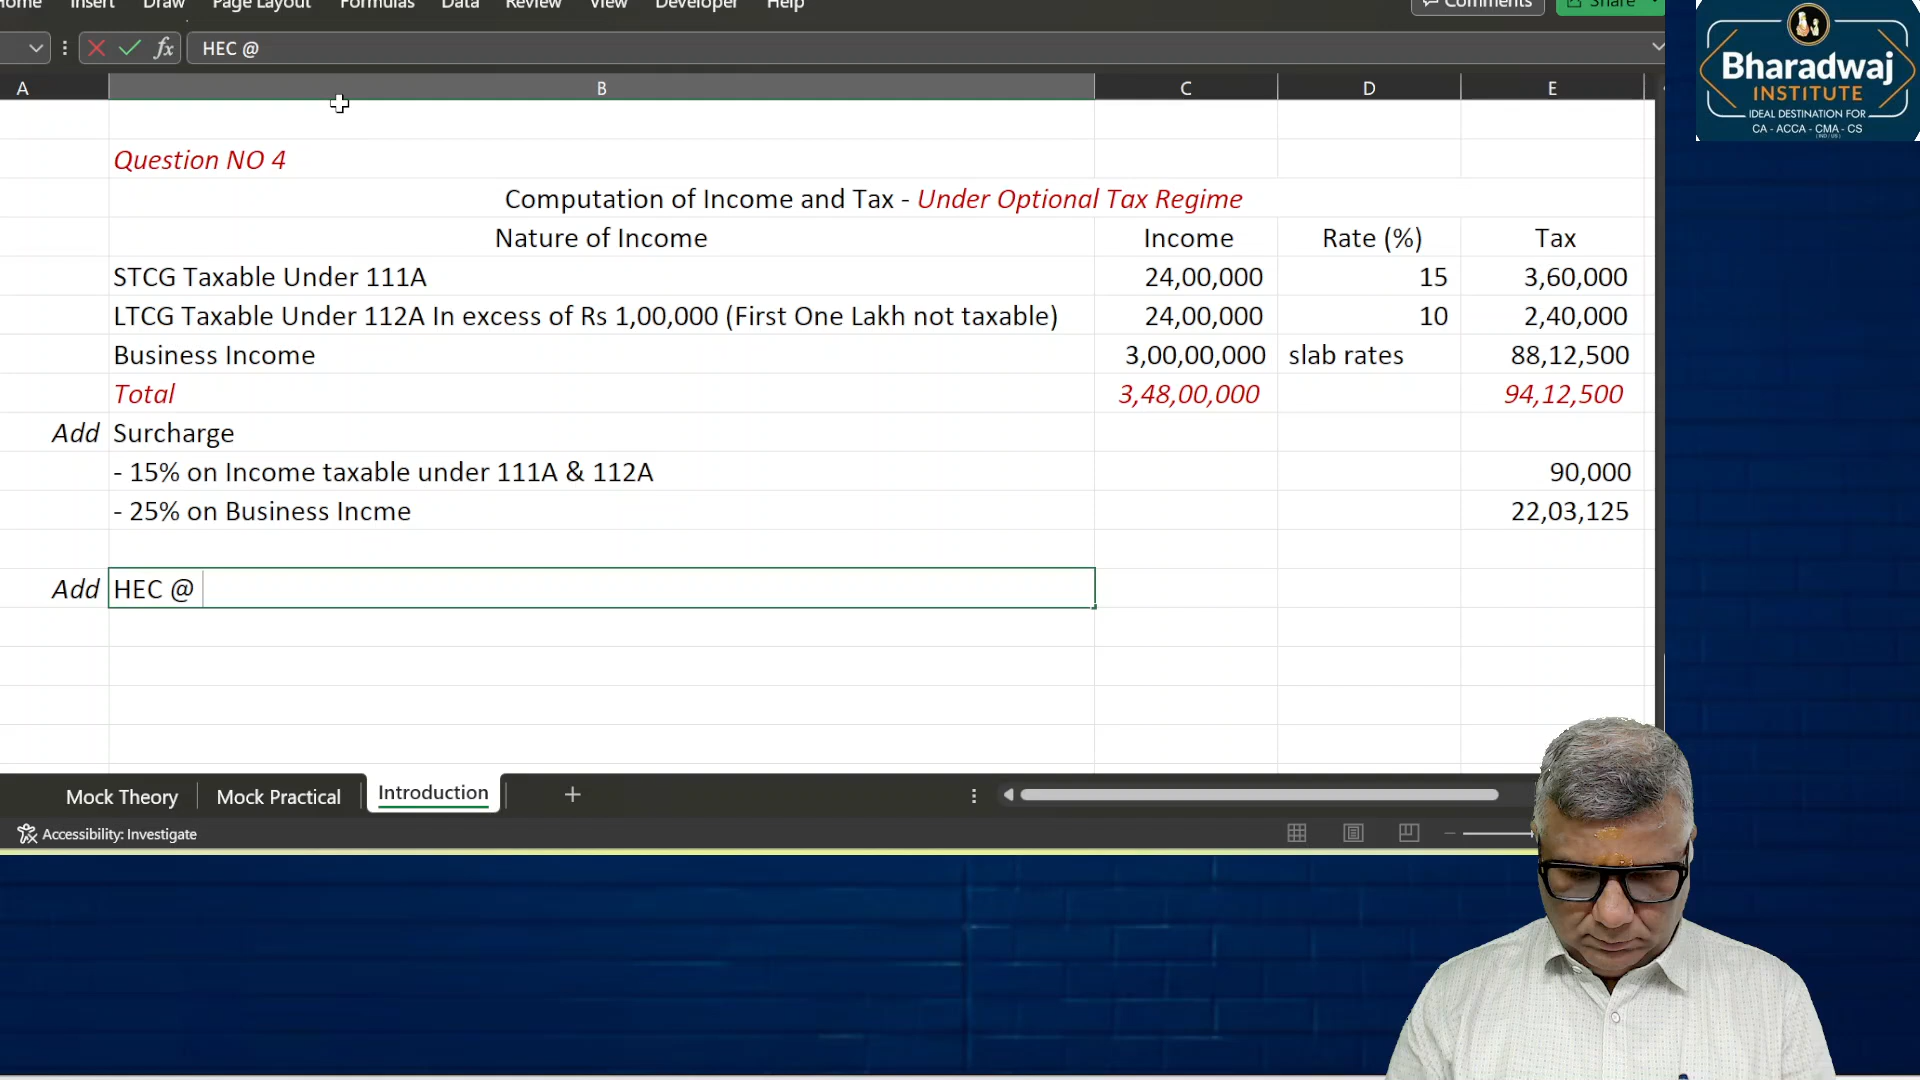 Home Insert Draw Page Layout Formulas Data Review View Developer Help Comments Share
fx HEC @
A B C D E
Question NO 4
Computation of Income and Tax - Under Optional Tax Regime
Nature of Income Income Rate (%) Tax
STCG Taxable Under 111A 24,00,000 15 3,60,000
LTCG Taxable Under 112A In excess of Rs 1,00,000 (First One Lakh not taxable) 24,00,000 10 2,40,000
Business Income 3,00,00,000 slab rates 88,12,500
Total 3,48,00,000 94,12,500
Add Surcharge
- 15% on Income taxable under 111A & 112A 90,000
- 25% on Business Incme 22,03,125
Add HEC @
Mock Theory Mock Practical Introduction
Accessibility: Investigate
Bharadwaj
INSTITUTE
IDEAL DESTINATION FOR
CA - ACCA - CMA - CS